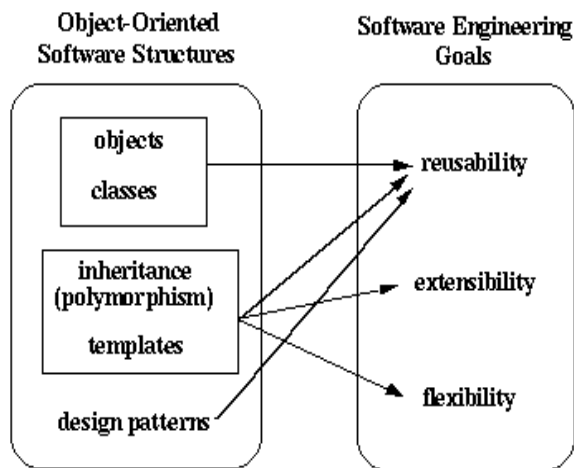 Object-Oriented
Software Structures
objects
classes
inheritance
(polymorphism)
templates
design patterns
Software Engineering
Goals
reusability
extensibility
flexibility